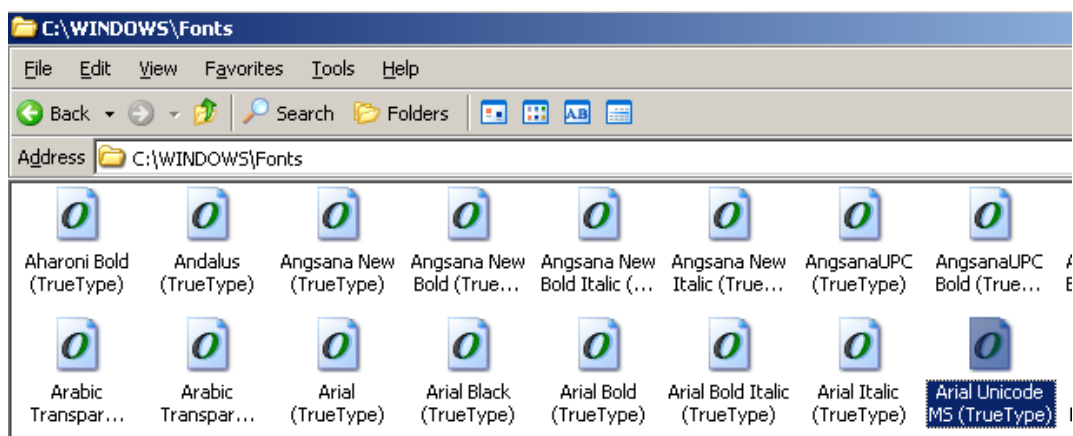 C:\WINDOWS\Fonts
File Edit View Favorites Tools Help
Back Search Folders AB
Address C:\WINDOWS\Fonts
O O O O O O O O
Aharoni Bold Andalus Angsana New Angsana New Angsana New Angsana New AngsanaUPC AngsanaUPC
(TrueType) (TrueType) (TrueType) Bold (True... Bold Italic (... Italic (True... (TrueType) Bold (True...
O O O O O O O O
Arabic Arabic Arial Arial Black Arial Bold Arial Bold Italic Arial Italic Arial Unicode
Transpar... Transpar... (TrueType) (TrueType) (TrueType) (TrueType) (TrueType) MS (TrueType)